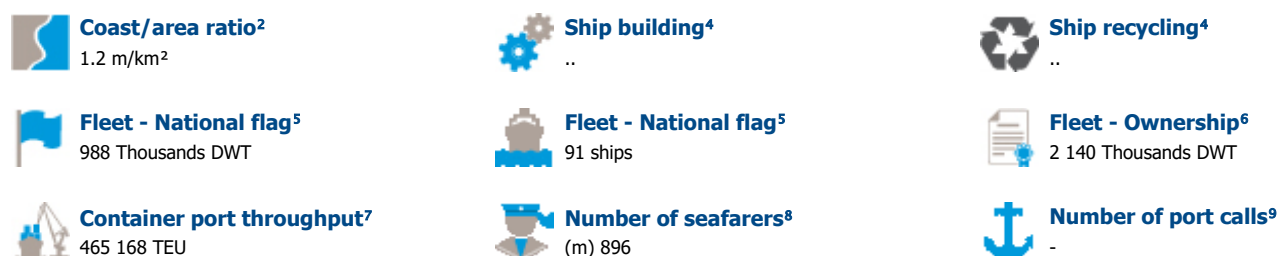 Coast/area ratio²
1.2 m/km²
Ship building⁴
..
Ship recycling⁴
..
Fleet - National flag⁵
988 Thousands DWT
Fleet - National flag⁵
91 ships
Fleet - Ownership⁶
2 140 Thousands DWT
Container port throughput⁷
465 168 TEU
Number of seafarers⁸
(m) 896
Number of port calls⁹
-